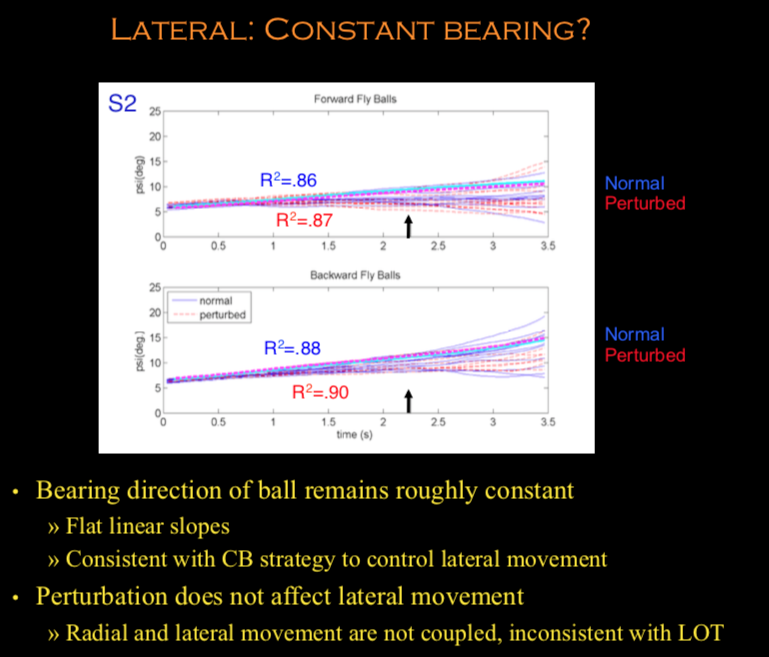 LATERAL: CONSTANT BEARING?
S2
Forward Fly Balls
psi(deg)
25
20
15
10
5
0
R²=.86
R²=.87
0 0.5 1 1.5 2 2.5 3 3.5
Normal
Perturbed
Backward Fly Balls
psi(deg.)
25
20
15
10
5
0
normal
perturbed
R²=.88
R²=.90
0 0.5 1 1.5 2 2.5 3 3.5
time (s)
Normal
Perturbed
• Bearing direction of ball remains roughly constant
» Flat linear slopes
» Consistent with CB strategy to control lateral movement
• Perturbation does not affect lateral movement
» Radial and lateral movement are not coupled, inconsistent with LOT